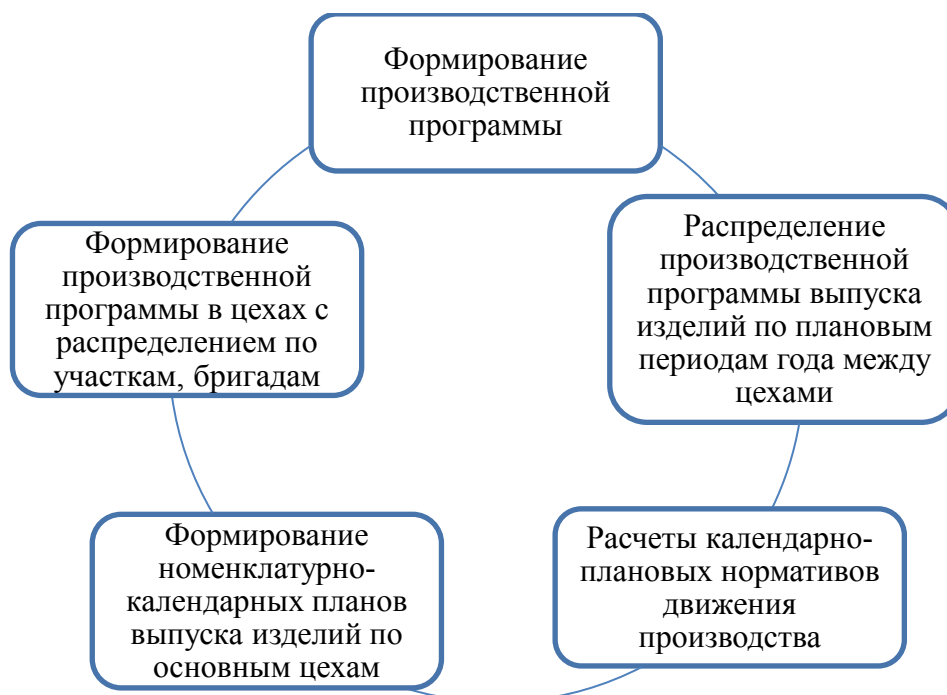 Формирование
производственной
программы
Распределение
производственной
программы выпуска
изделий по плановым
периодам года между
цехами
Расчеты календарно-
плановых нормативов
движения
производства
Формирование
номенклатурно-
календарных планов
выпуска изделий по
основным цехам
Формирование
производственной
программы в цехах с
распределением по
участкам, бригадам